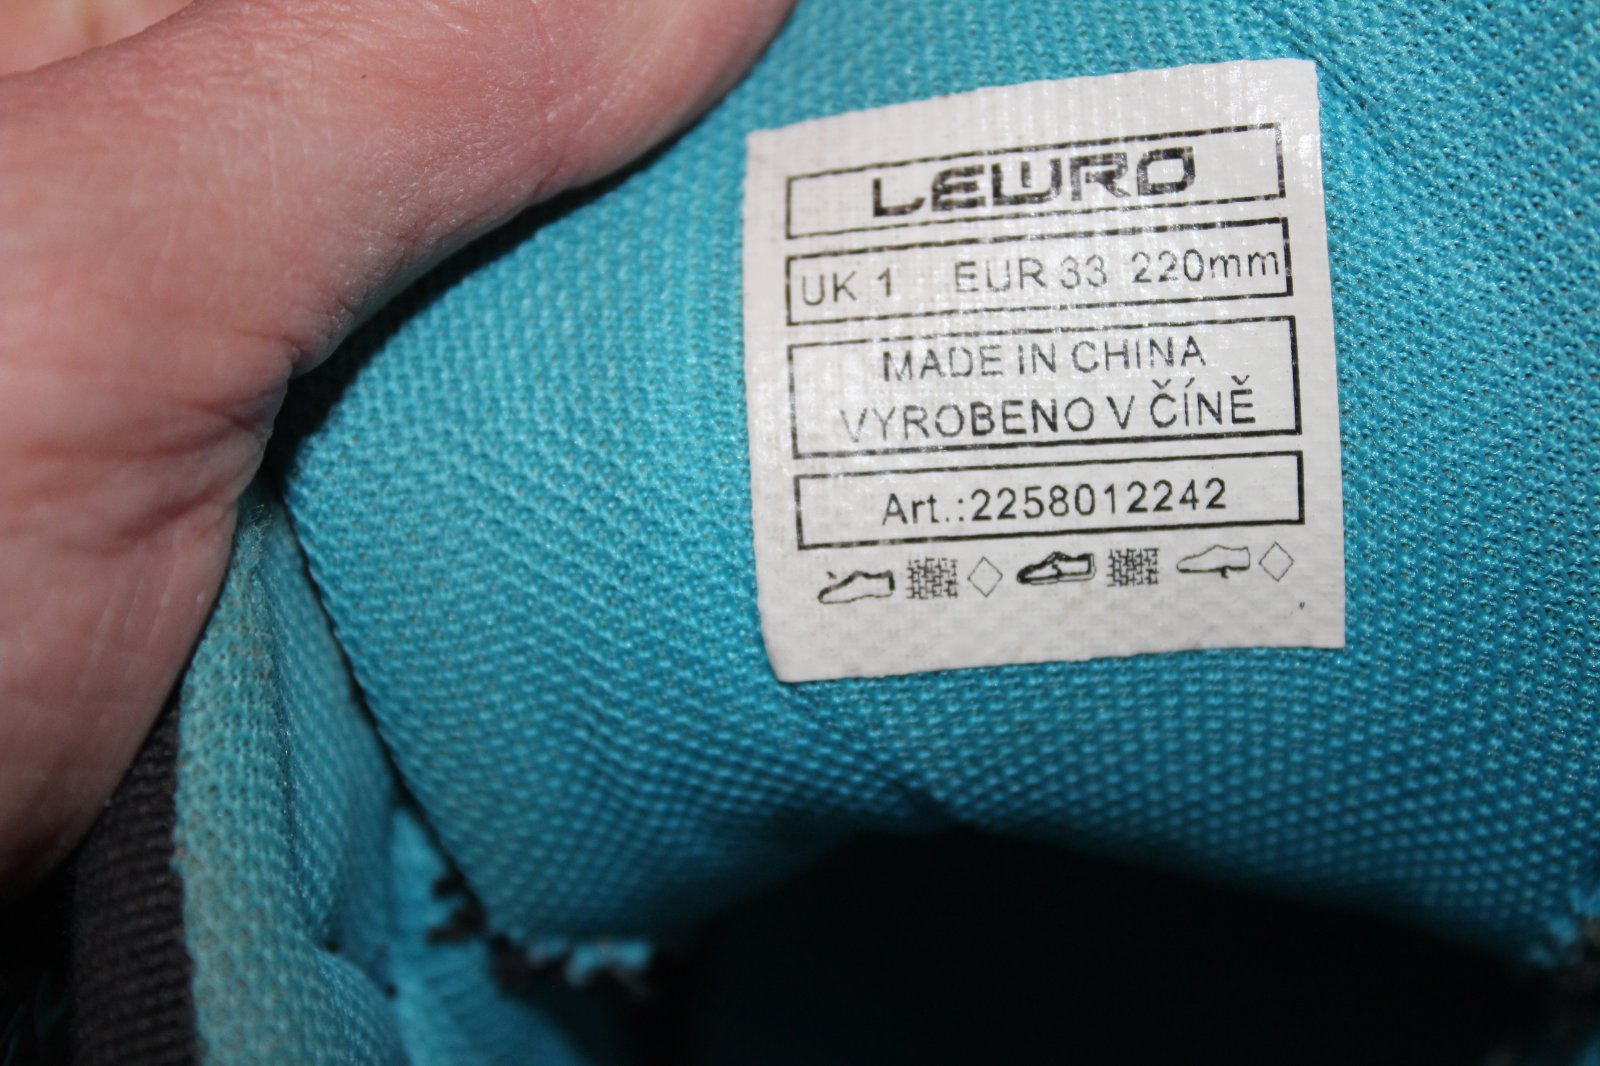 LEWRO
UK 1 EUR 33 220mm
MADE IN CHINA
VYROBENO V ČÍNĚ
Art.:2258012242